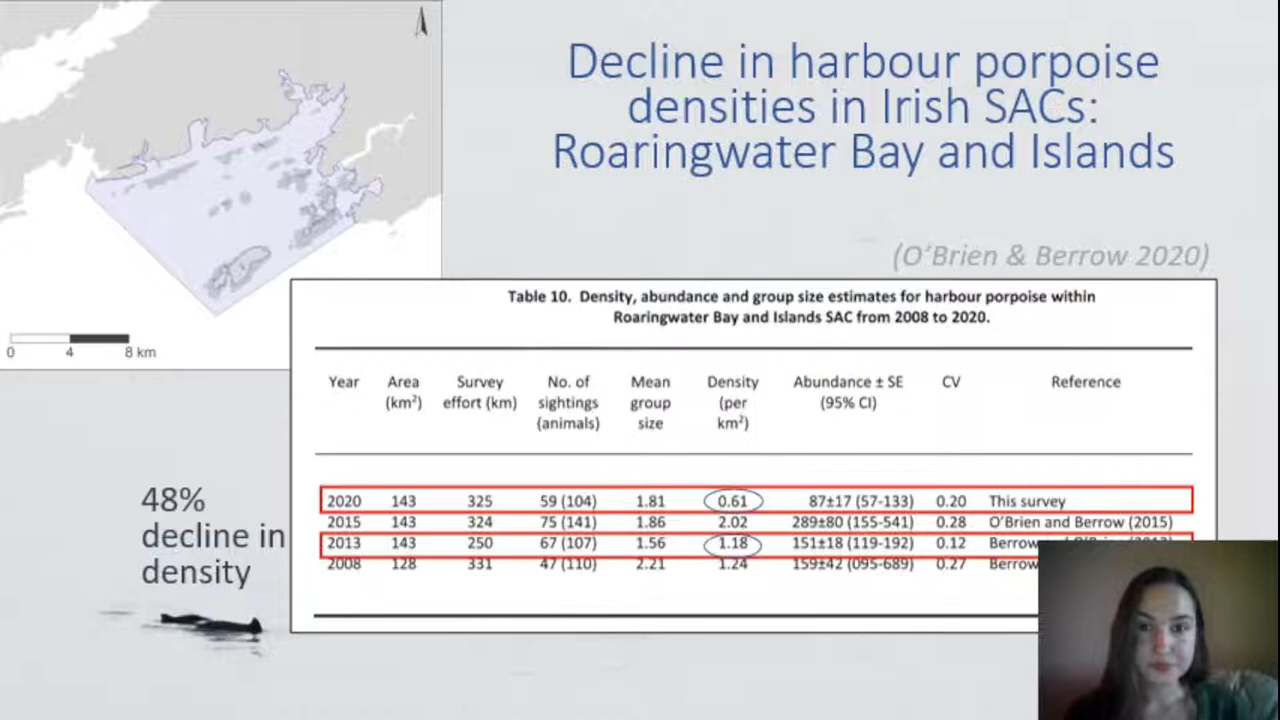 Decline in harbour porpoise
densities in Irish SACs:
Roaringwater Bay and Islands
(O'Brien & Berrow 2020)
0 4 8 km
Table 10. Density, abundance and group size estimates for harbour porpoise within
Roaringwater Bay and Islands SAC from 2008 to 2020.
Year Area Survey No. of Mean Density Abundance ± SE CV Reference
(km²) effort (km) sightings group (per (95% CI)
(animals) size km²)
2020 143 325 59 (104) 1.81 0.61 87±17 (57-133) 0.20 This survey
2015 143 324 75 (141) 1.86 2.02 289±80 (155-541) 0.28 O'Brien and Berrow (2015)
2013 143 250 67 (107) 1.56 1.18 151±18 (119-192) 0.12 Berrow
2008 128 331 47 (110) 2.21 1.24 159±42 (095-689) 0.27 Berrow
48%
decline in
density